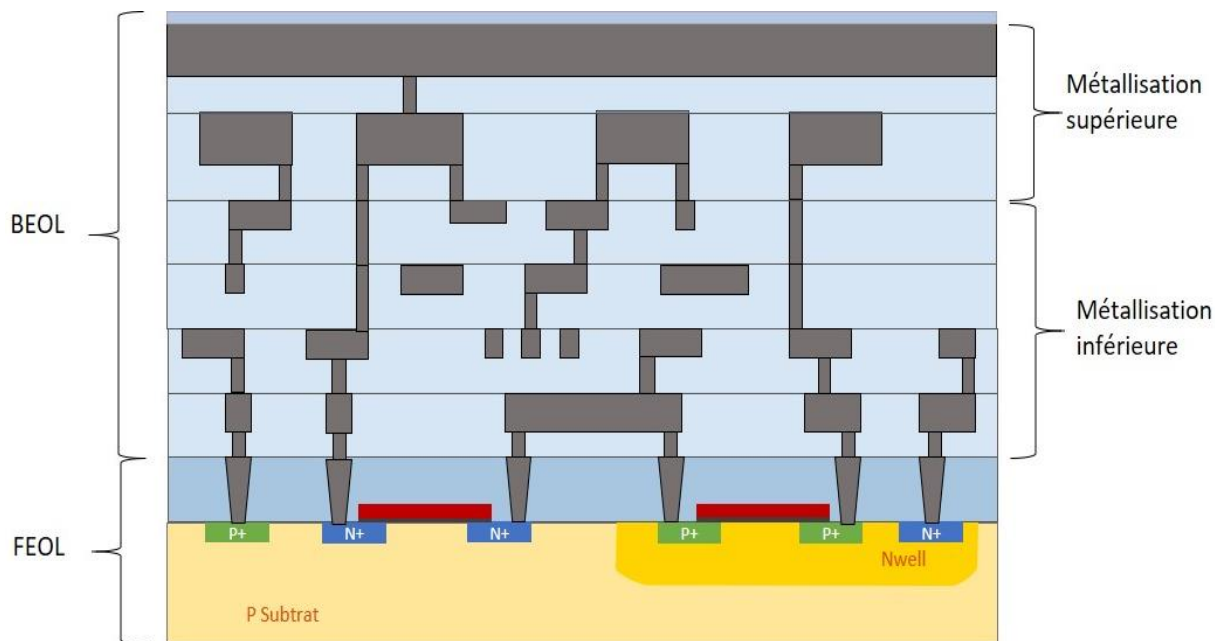 Métallisation
supérieure
BEOL
Métallisation
inférieure
FEOL
P+
N+
N+
P+
P+
N+
Nwell
P Subtrat